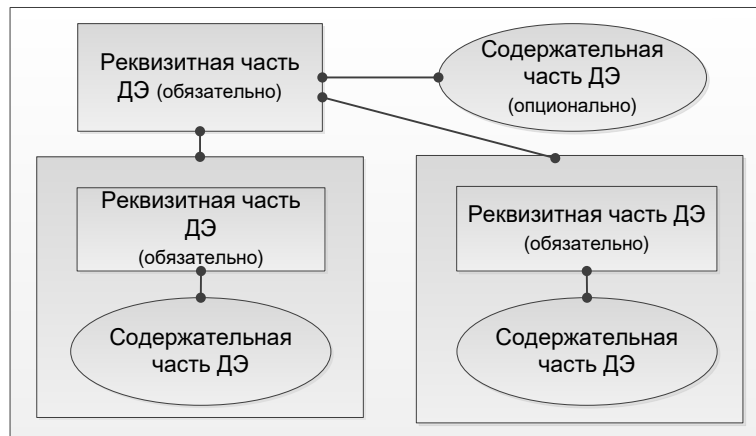 Реквизитная часть
ДЭ (обязательно)
Содержательная
часть ДЭ
(опционально)
Реквизитная часть
ДЭ
(обязательно)
Содержательная
часть ДЭ
Реквизитная часть ДЭ
(обязательно)
Содержательная
часть ДЭ